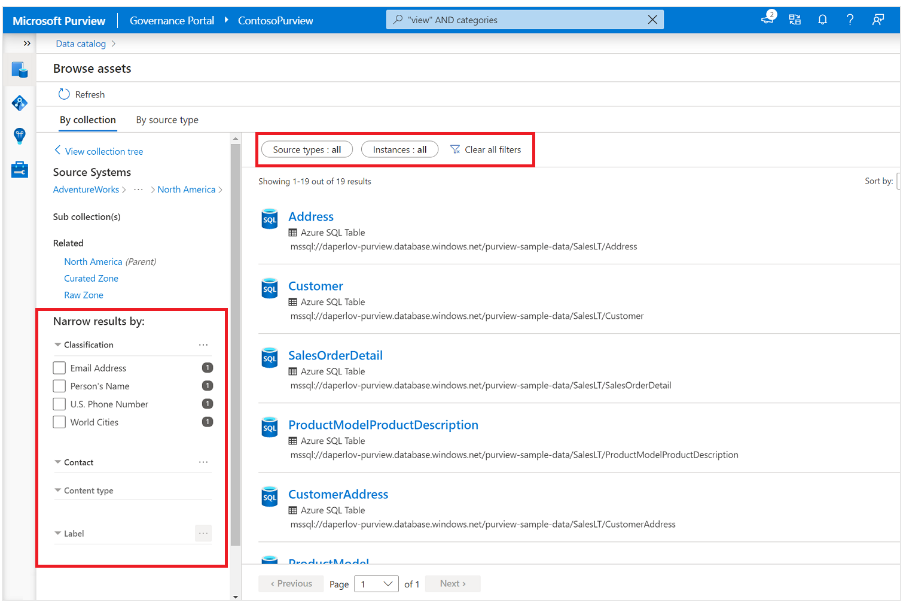 Microsoft Purview | Governance Portal ▸ ContosoPurview
"view" AND categories
2
Data catalog >
Browse assets
Refresh
By collection By source type
View collection tree
Source Systems
AdventureWorks > ··· > North America >
Sub collection(s)
Related
North America (Parent)
Curated Zone
Raw Zone
Narrow results by:
Classification ···
Email Address 1
Person's Name 1
U.S. Phone Number 1
World Cities 1
Contact ···
Content type
Label ···
Source types : all Instances : all Clear all filters
Showing 1-19 out of 19 results Sort by:
SQL Address
Azure SQL Table
mssql://daperlov-purview.database.windows.net/purview-sample-data/SalesLT/Address
SQL Customer
Azure SQL Table
mssql://daperlov-purview.database.windows.net/purview-sample-data/SalesLT/Customer
SQL SalesOrderDetail
Azure SQL Table
mssql://daperlov-purview.database.windows.net/purview-sample-data/SalesLT/SalesOrderDetail
SQL ProductModelProductDescription
Azure SQL Table
mssql://daperlov-purview.database.windows.net/purview-sample-data/SalesLT/ProductModelProductDescription
SQL CustomerAddress
Azure SQL Table
mssql://daperlov-purview.database.windows.net/purview-sample-data/SalesLT/CustomerAddress
ProductModel
‹ Previous Page 1 of 1 Next ›